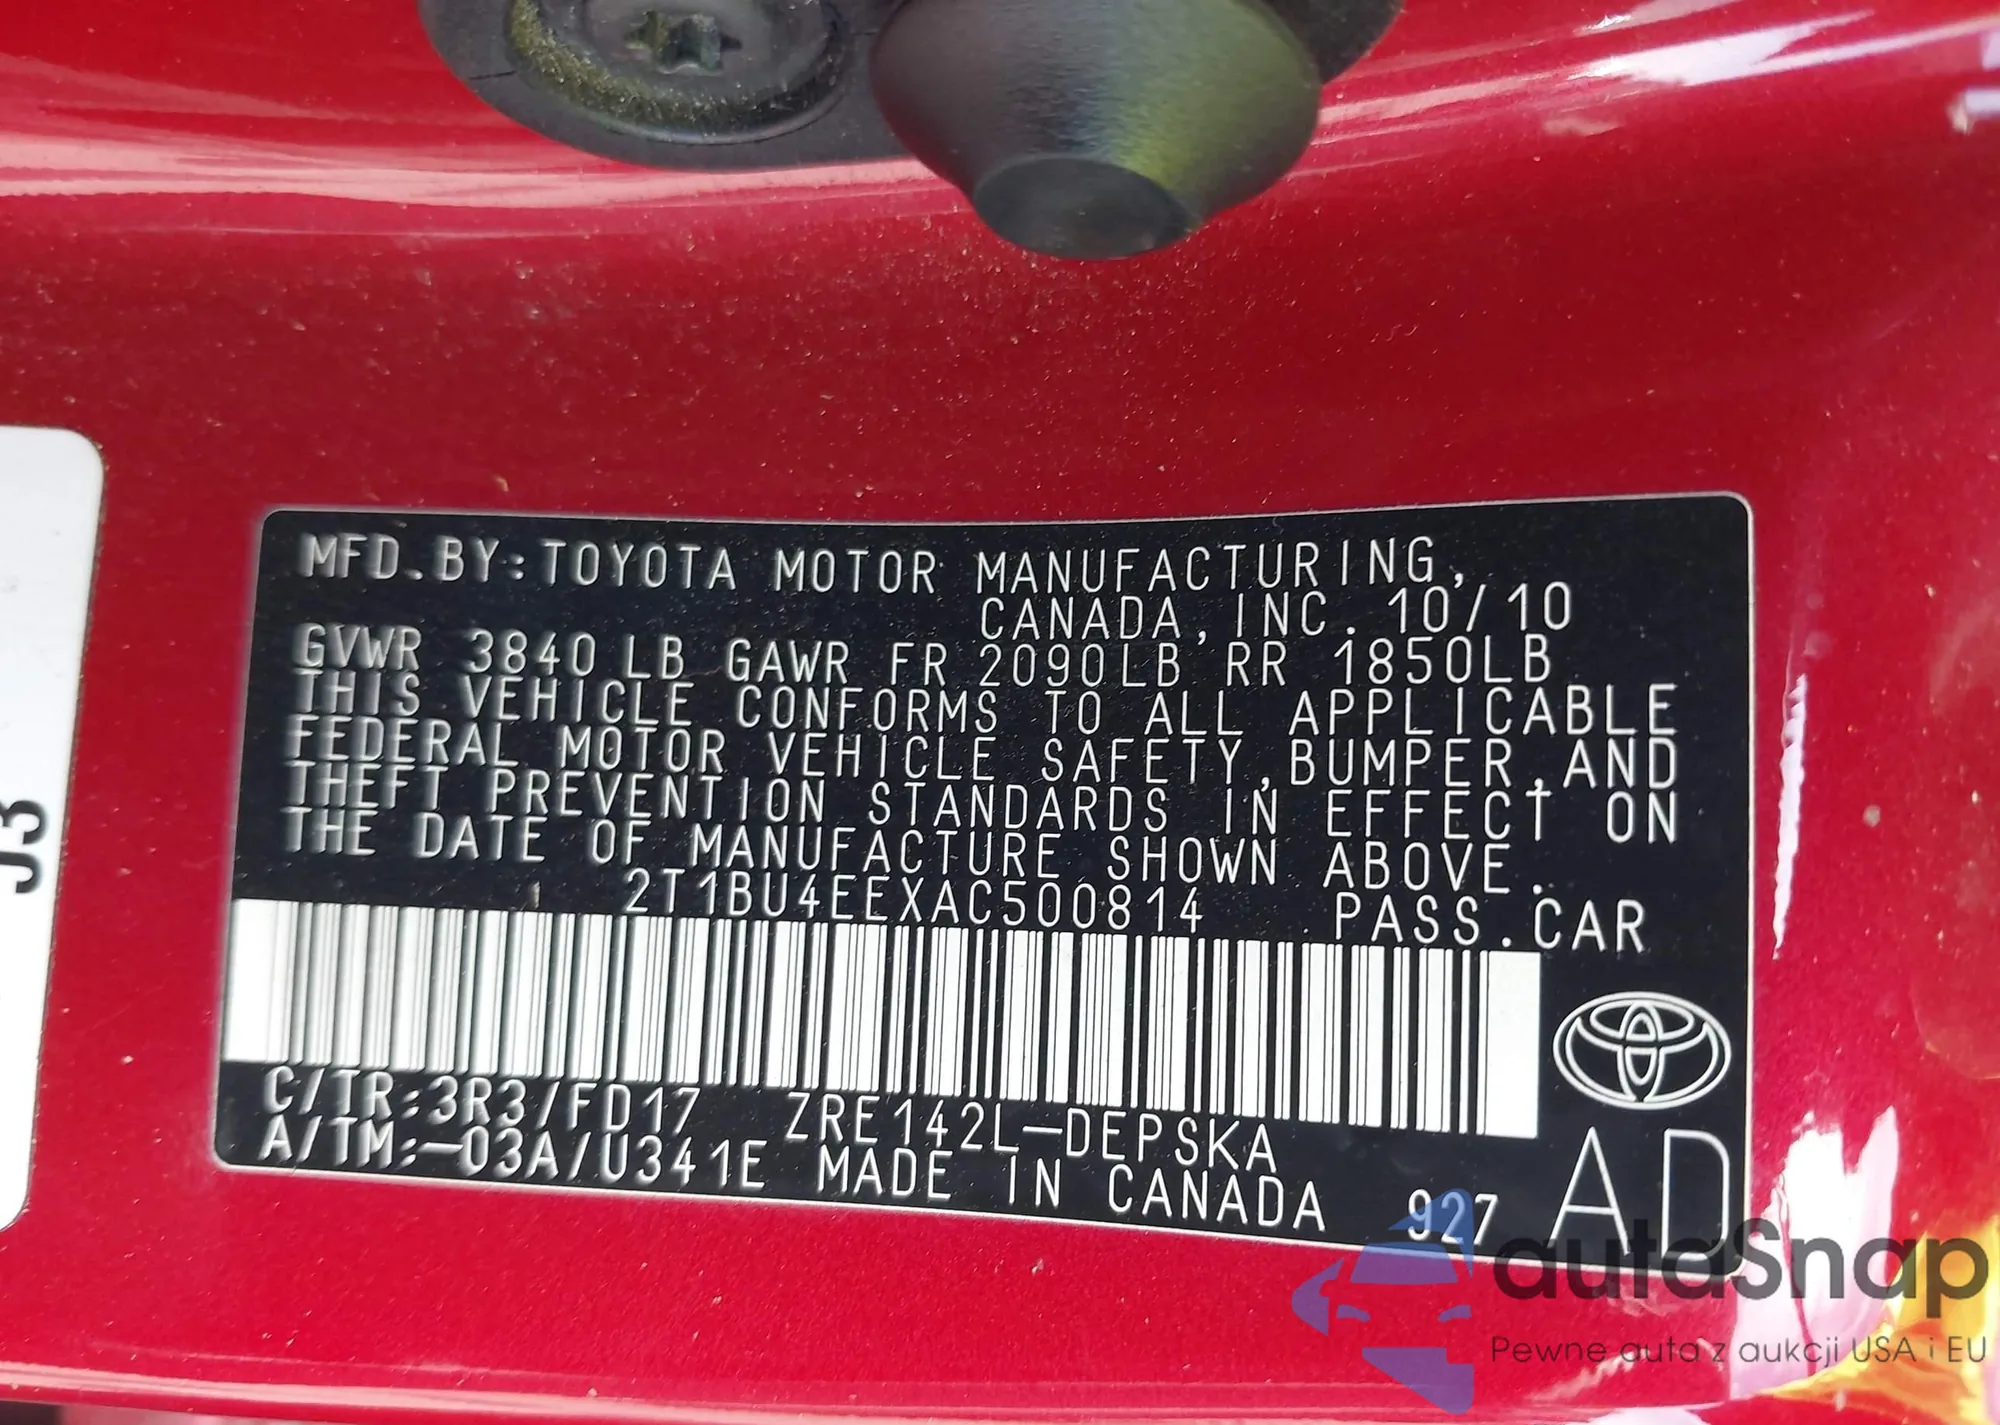 MFD.BY:TOYOTA MOTOR MANUFACTURING,
CANADA,INC. 10/10
GVWR 3840 LB GAWR FR 2090LB RR 1850LB
THIS VEHICLE CONFORMS TO ALL APPLICABLE
FEDERAL MOTOR VEHICLE SAFETY,BUMPER,AND
THEFT PREVENTION STANDARDS IN EFFECT ON
THE DATE OF MANUFACTURE SHOWN ABOVE.
2T1BU4EEXAC500814 PASS.CAR
C/TR:3R3/FD17 ZRE142L-DEPSKA
A/TM:-03A/U341E MADE IN CANADA 927
AD
J3
autaSnap
Pewne auta z aukcji USA i EU